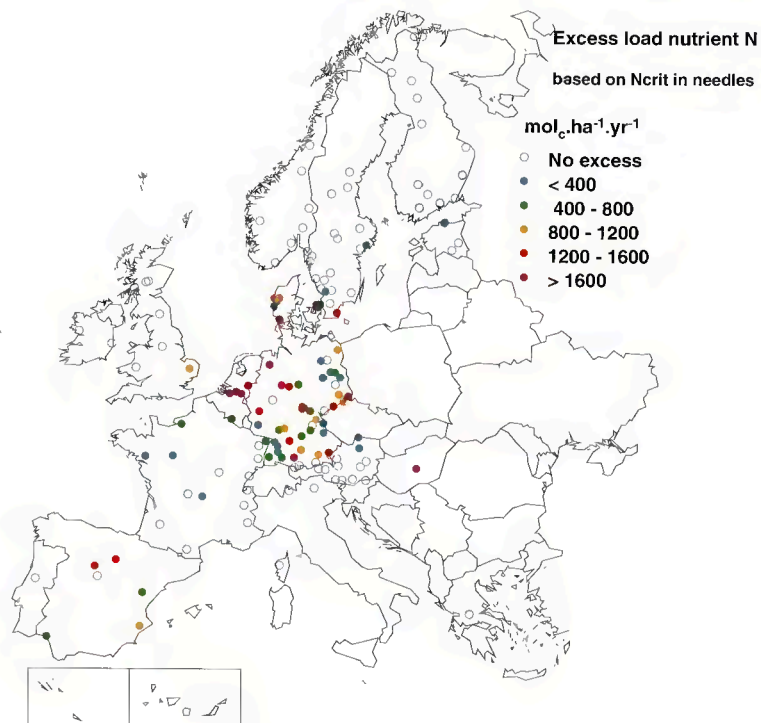 Excess load nutrient N
based on Ncrit in needles
molc.ha-1.yr-1
No excess
< 400
400 - 800
800 - 1200
1200 - 1600
> 1600